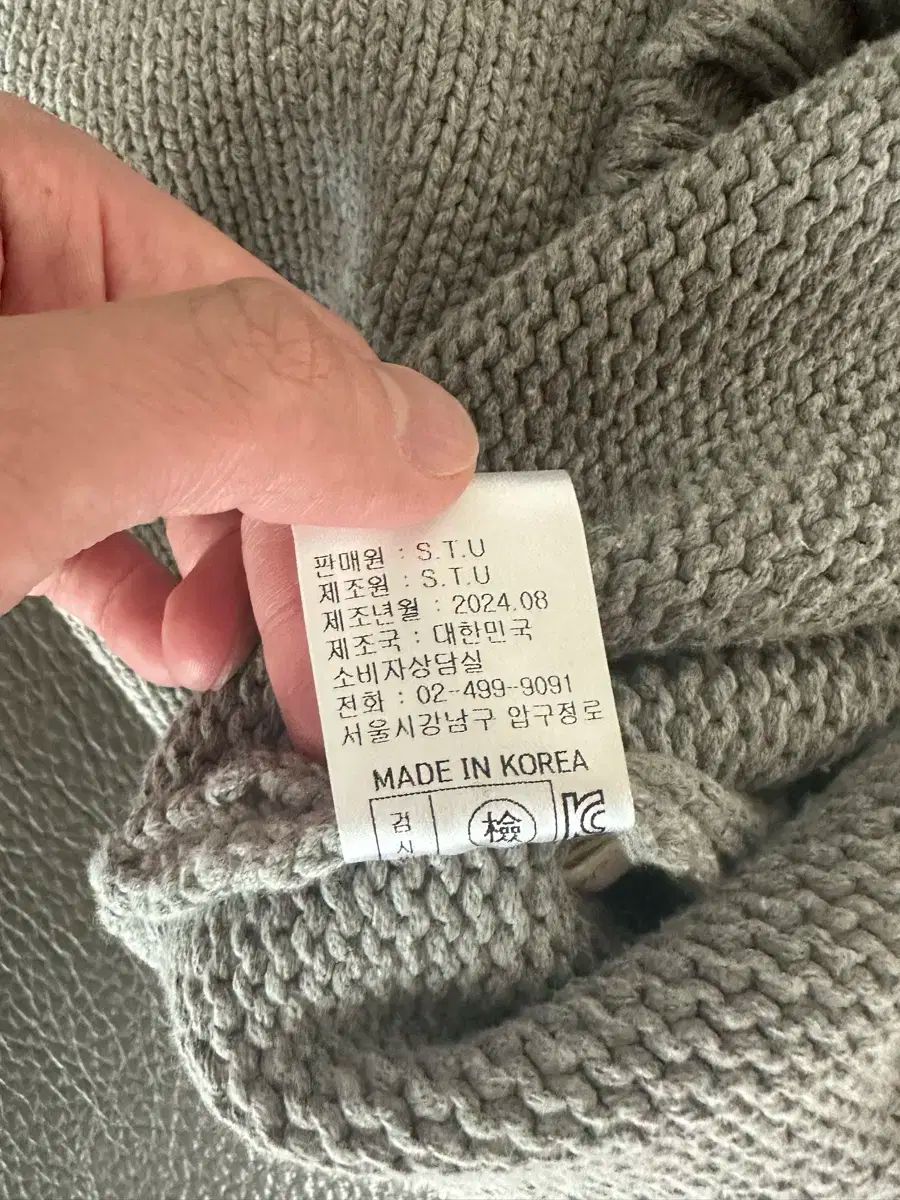 판매원 : S.T.U
제조원 : S.T.U
제조년월 : 2024.08
제조국 : 대한민국
소비자상담실
전화 : 02-499-9091
서울시강남구 압구정로
MADE IN KOREA
검
檢